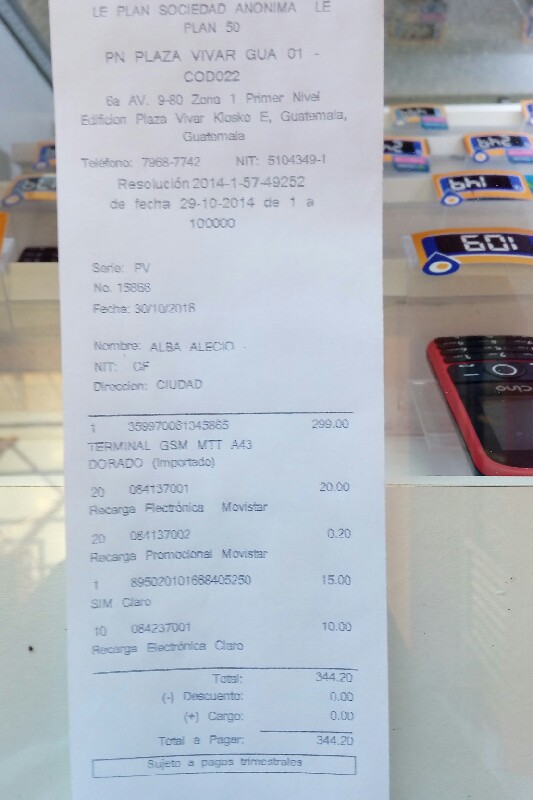 LE PLAN SOCIEDAD ANONIMA LE
PLAN 50
PN PLAZA VIVAR GUA 01 -
COD022
6a AV. 9-80 Zona 1 Primer Nivel
Edificion Plaza Vivar Kiosko E, Guatemala,
Guatemala
Teléfono: 7968-7742 NIT: 5104349-1
Resolución 2014-1-57-49252
de fecha 29-10-2014 de 1 a
100000
Serie: PV
No. 15868
Fecha: 30/10/2016
Nombre: ALBA ALECIO
NIT: CF
Direccion: CIUDAD
1 359970081345865 299.00
TERMINAL GSM MTT A43
DORADO (Importado)
20 084137001 20.00
Recarga Electrónica Movistar
20 084137002 0.20
Recarga Promocional Movistar
1 895020101668405250 15.00
SIM Claro
10 084237001 10.00
Recarga Electrónica Claro
Total: 344.20
(-) Descuento: 0.00
(+) Cargo: 0.00
Total a Pagar: 344.20
Sujeto a pagos trimestrales